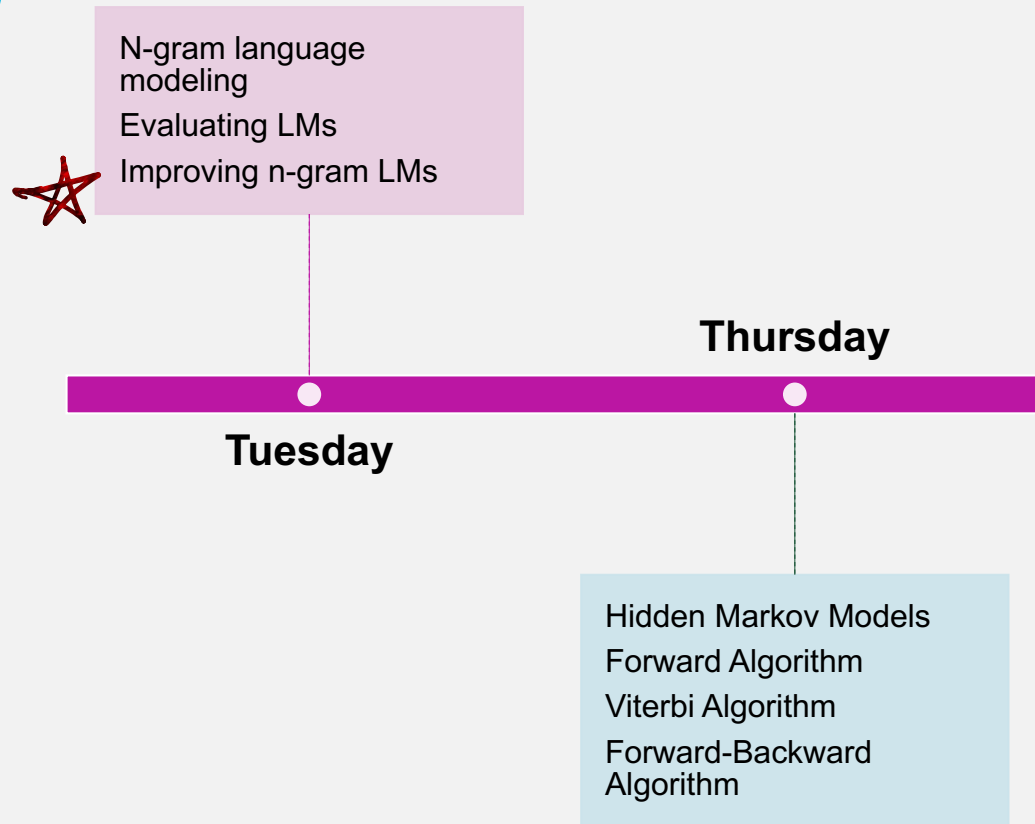 N-gram language
modeling
Evaluating LMs
Improving n-gram LMs
Thursday
Tuesday
Hidden Markov Models
Forward Algorithm
Viterbi Algorithm
Forward-Backward
Algorithm